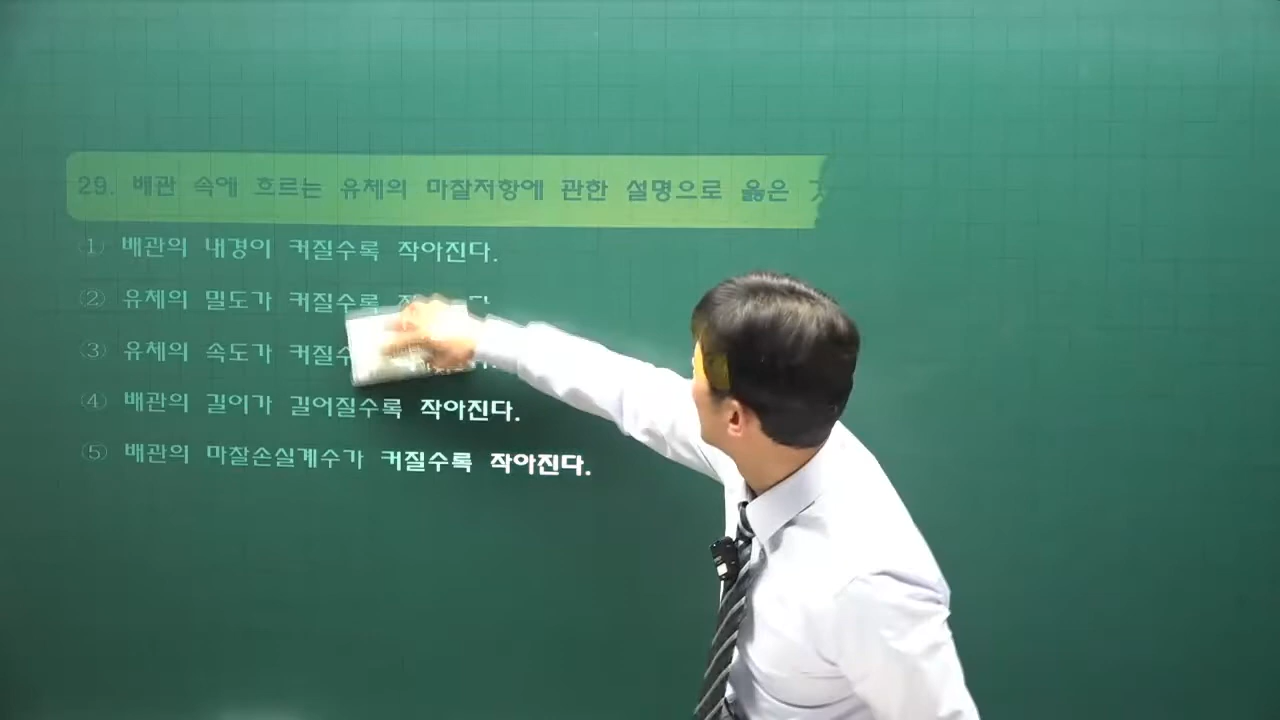 29. 배관 속에 흐르는 유체의 마찰저항에 관한 설명으로 옳은
① 배관의 내경이 커질수록 작아진다.
② 유체의 밀도가 커질수록
③ 유체의 속도가
④ 배관의 길이가 길어질수록 작아진다.
⑤ 배관의 마찰손실계수가 커질수록 작아진다.